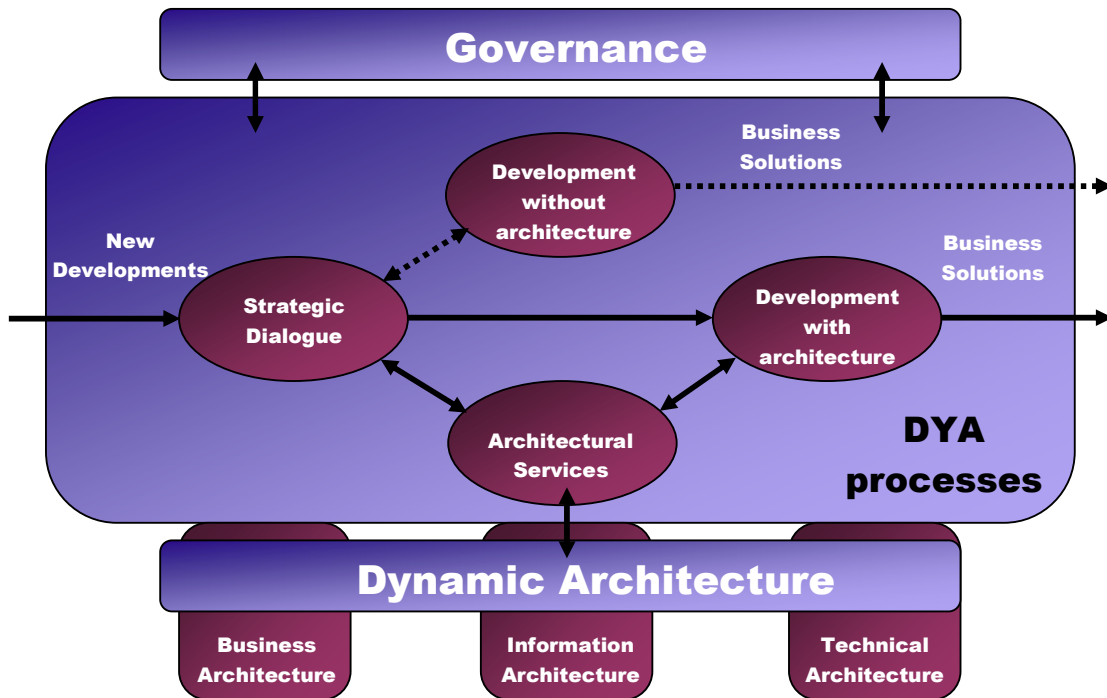 Governance
Business
Solutions
Development
without
architecture
New
Developments
Business
Solutions
Strategic
Dialogue
Development
with
architecture
Architectural
Services
DYA
processes
Dynamic Architecture
Business
Architecture
Information
Architecture
Technical
Architecture